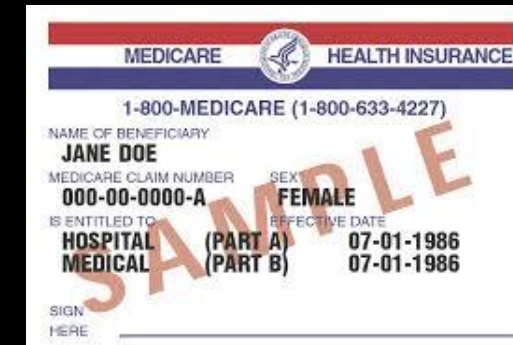 MEDICARE HEALTH INSURANCE
1-800-MEDICARE (1-800-633-4227)
NAME OF BENEFICIARY
JANE DOE
MEDICARE CLAIM NUMBER SEX
000-00-0000-A FEMALE
IS ENTITLED TO EFFECTIVE DATE
HOSPITAL (PART A) 07-01-1986
MEDICAL (PART B) 07-01-1986
SAMPLE
SIGN
HERE